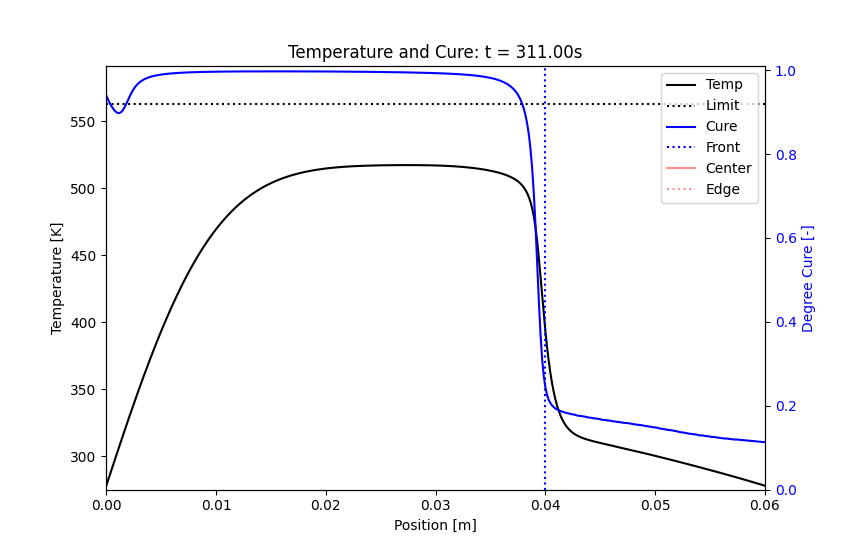 Temperature and Cure: t = 311.00s
Temperature [K]
550
500
450
400
350
300
Temp
Limit
Cure
Front
Center
Edge
1.0
0.8
0.6
0.4
0.2
0.0
Degree Cure [-]
0.00
0.01
0.02
0.03
0.04
0.05
0.06
Position [m]